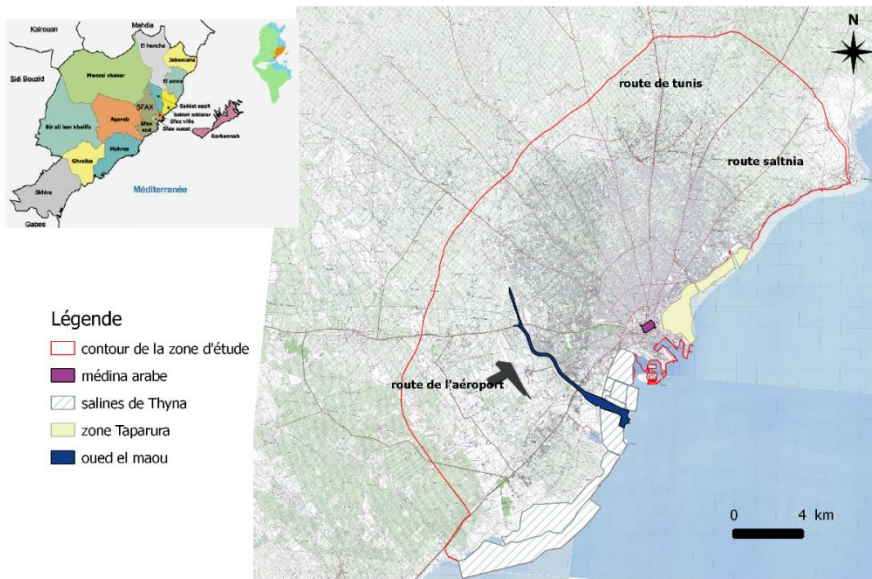 Kairouan
Mahdia
El hencha
Jebeniana
Sidi Bouzid
Menzel chaker
El amra
SFAX
Sakiet eddaier
Sfax ville
Sfax ouest
Sfax
sud
Agareb
Bir ali ben khelifa
Mahres
Kerkennah
Ghraiba
Skhira
Méditerranée
Gabes
N
route de tunis
route saltnia
route de l'aéroport
Légende
contour de la zone d'étude
médina arabe
salines de Thyna
zone Taparura
oued el maou
0 4 km